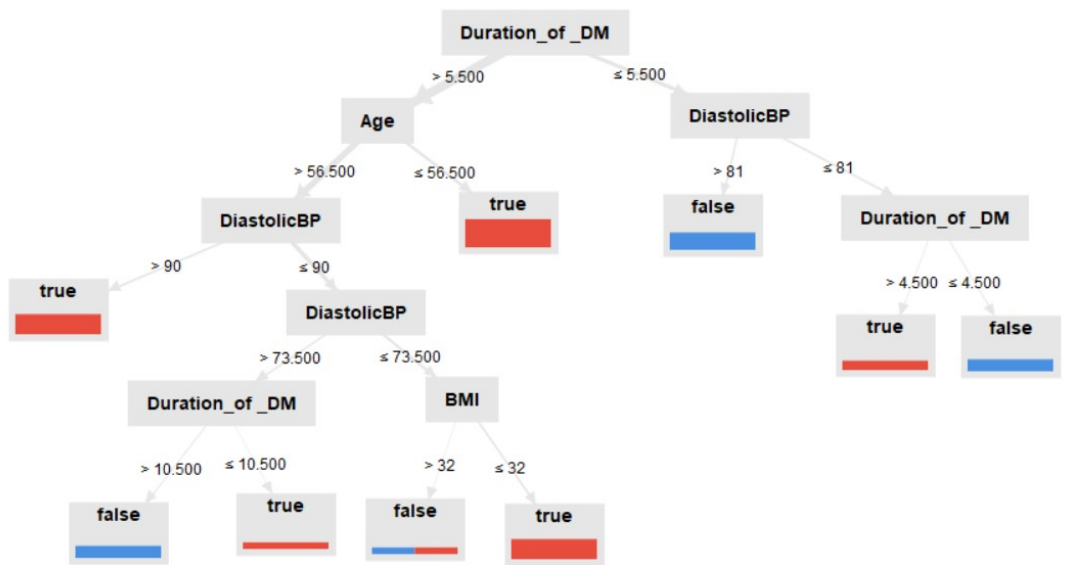 Duration_of _DM
> 5.500
≤ 5.500
Age
DiastolicBP
> 56.500
≤ 56.500
> 81
≤ 81
DiastolicBP
true
false
Duration_of _DM
> 90
≤ 90
> 4.500
≤ 4.500
true
DiastolicBP
true
false
> 73.500
≤ 73.500
Duration_of _DM
BMI
> 10.500
≤ 10.500
> 32
≤ 32
false
true
false
true